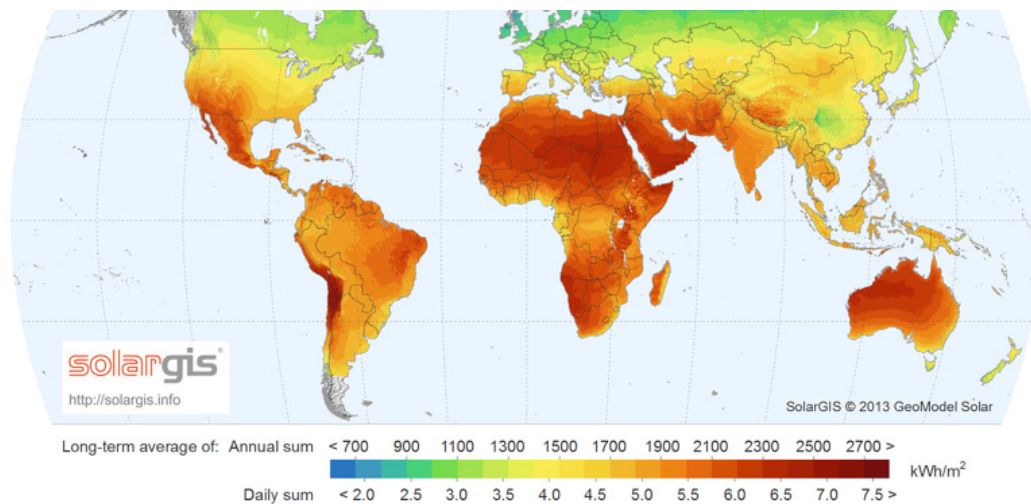 solargis
http://solargis.info
SolarGIS © 2013 GeoModel Solar
Long-term average of: Annual sum < 700 900 1100 1300 1500 1700 1900 2100 2300 2500 2700 > kWh/m²
Daily sum < 2.0 2.5 3.0 3.5 4.0 4.5 5.0 5.5 6.0 6.5 7.0 7.5 >